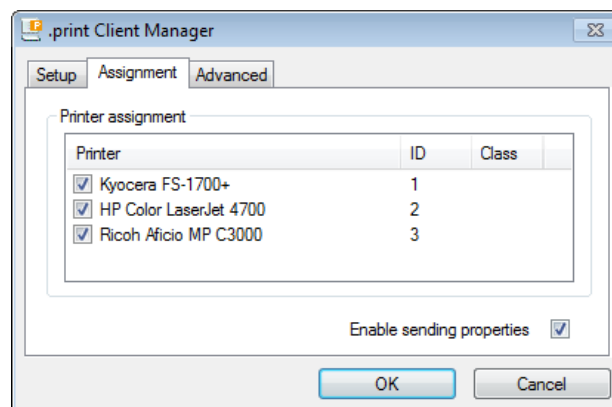 .print Client Manager
Setup Assignment Advanced
Printer assignment
Printer ID Class
Kyocera FS-1700+ 1
HP Color LaserJet 4700 2
Ricoh Aficio MP C3000 3
Enable sending properties
OK Cancel